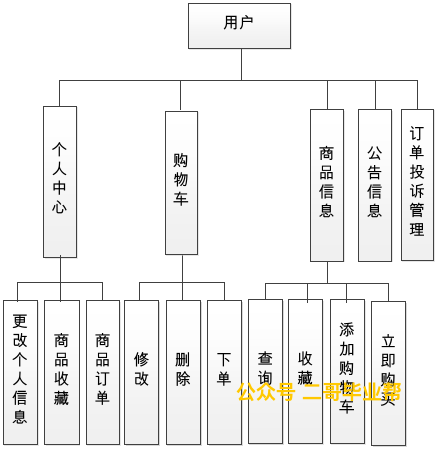 用户
个人中心
购物车
商品信息
公告信息
订单投诉管理
更改个人信息
商品收藏
商品订单
修改
删除
下单
查询
收藏
添加购物车
立即购买
公众号 二哥毕业帮